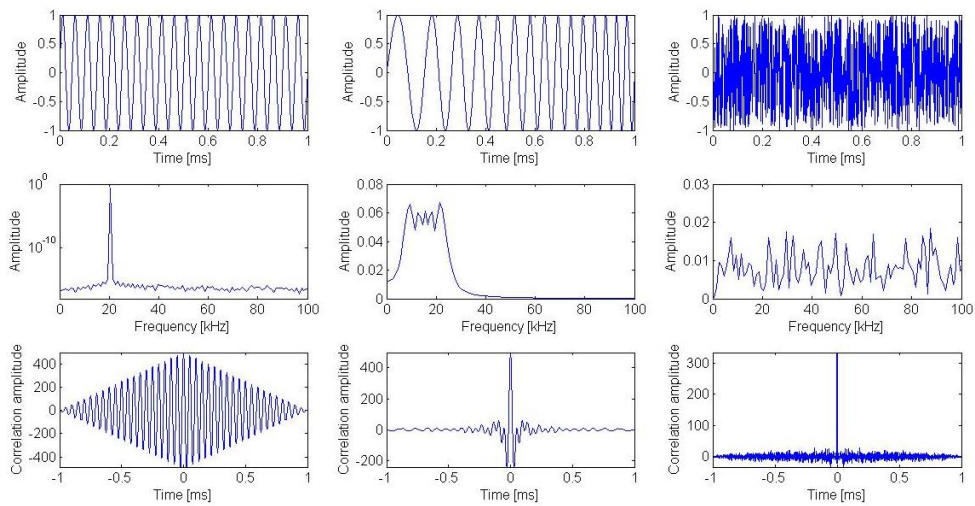 1
0.5
0
-0.5
-1
Amplitude
0 0.2 0.4 0.6 0.8 1
Time [ms]
1
0.5
0
-0.5
-1
Amplitude
0 0.2 0.4 0.6 0.8 1
Time [ms]
1
0.5
0
-0.5
-1
Amplitude
0 0.2 0.4 0.6 0.8 1
Time [ms]
10^0
10^-10
Amplitude
0 20 40 60 80 100
Frequency [kHz]
0.08
0.06
0.04
0.02
0
Amplitude
0 20 40 60 80 100
Frequency [kHz]
0.03
0.02
0.01
0
Amplitude
0 20 40 60 80 100
Frequency [kHz]
400
200
0
-200
-400
Correlation amplitude
-1 -0.5 0 0.5 1
Time [ms]
400
200
0
-200
Correlation amplitude
-1 -0.5 0 0.5 1
Time [ms]
300
200
100
0
Correlation amplitude
-1 -0.5 0 0.5 1
Time [ms]